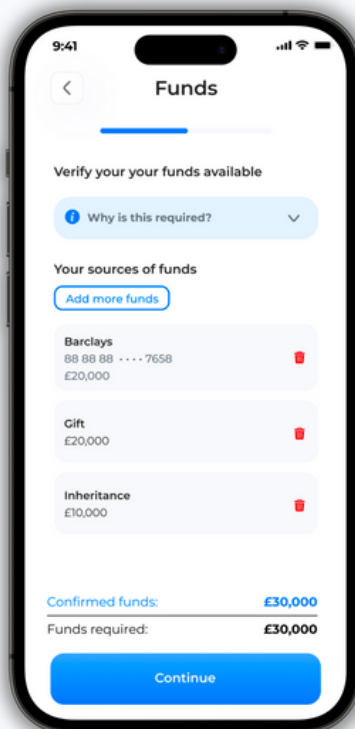 9:41
Funds
Verify your your funds available
Why is this required?
Your sources of funds
Add more funds
Barclays
88 88 88 ···· 7658
£20,000
Gift
£20,000
Inheritance
£10,000
Confirmed funds: £30,000
Funds required: £30,000
Continue